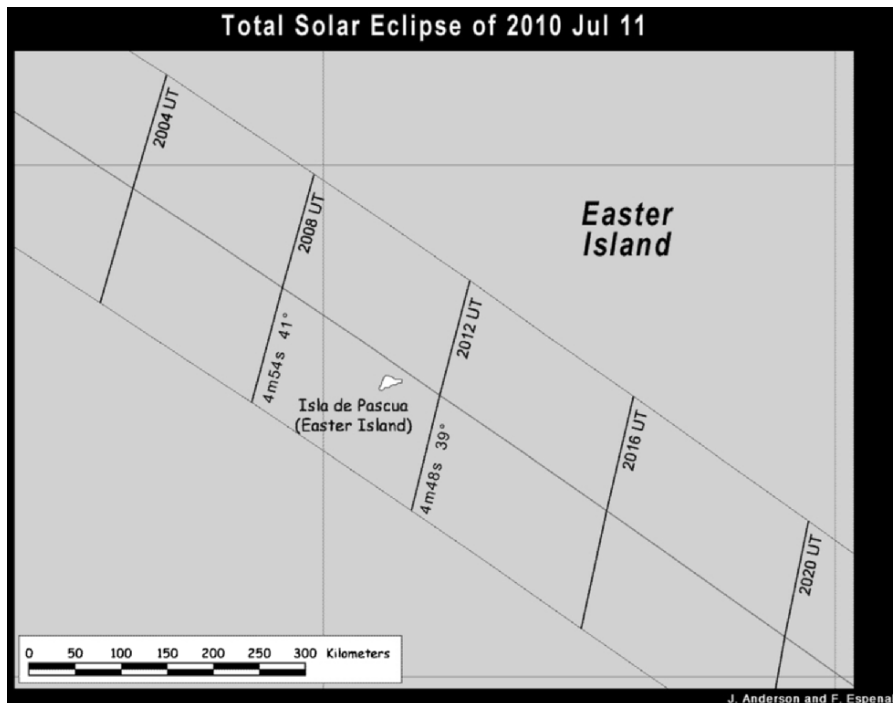 Total Solar Eclipse of 2010 Jul 11
2004 UT
2008 UT
Easter
Island
2012 UT
4m54s 41°
Isla de Pascua
(Easter Island)
4m48s 39°
2016 UT
2020 UT
0 50 100 150 200 250 300 Kilometers
J. Anderson and F. Espenak